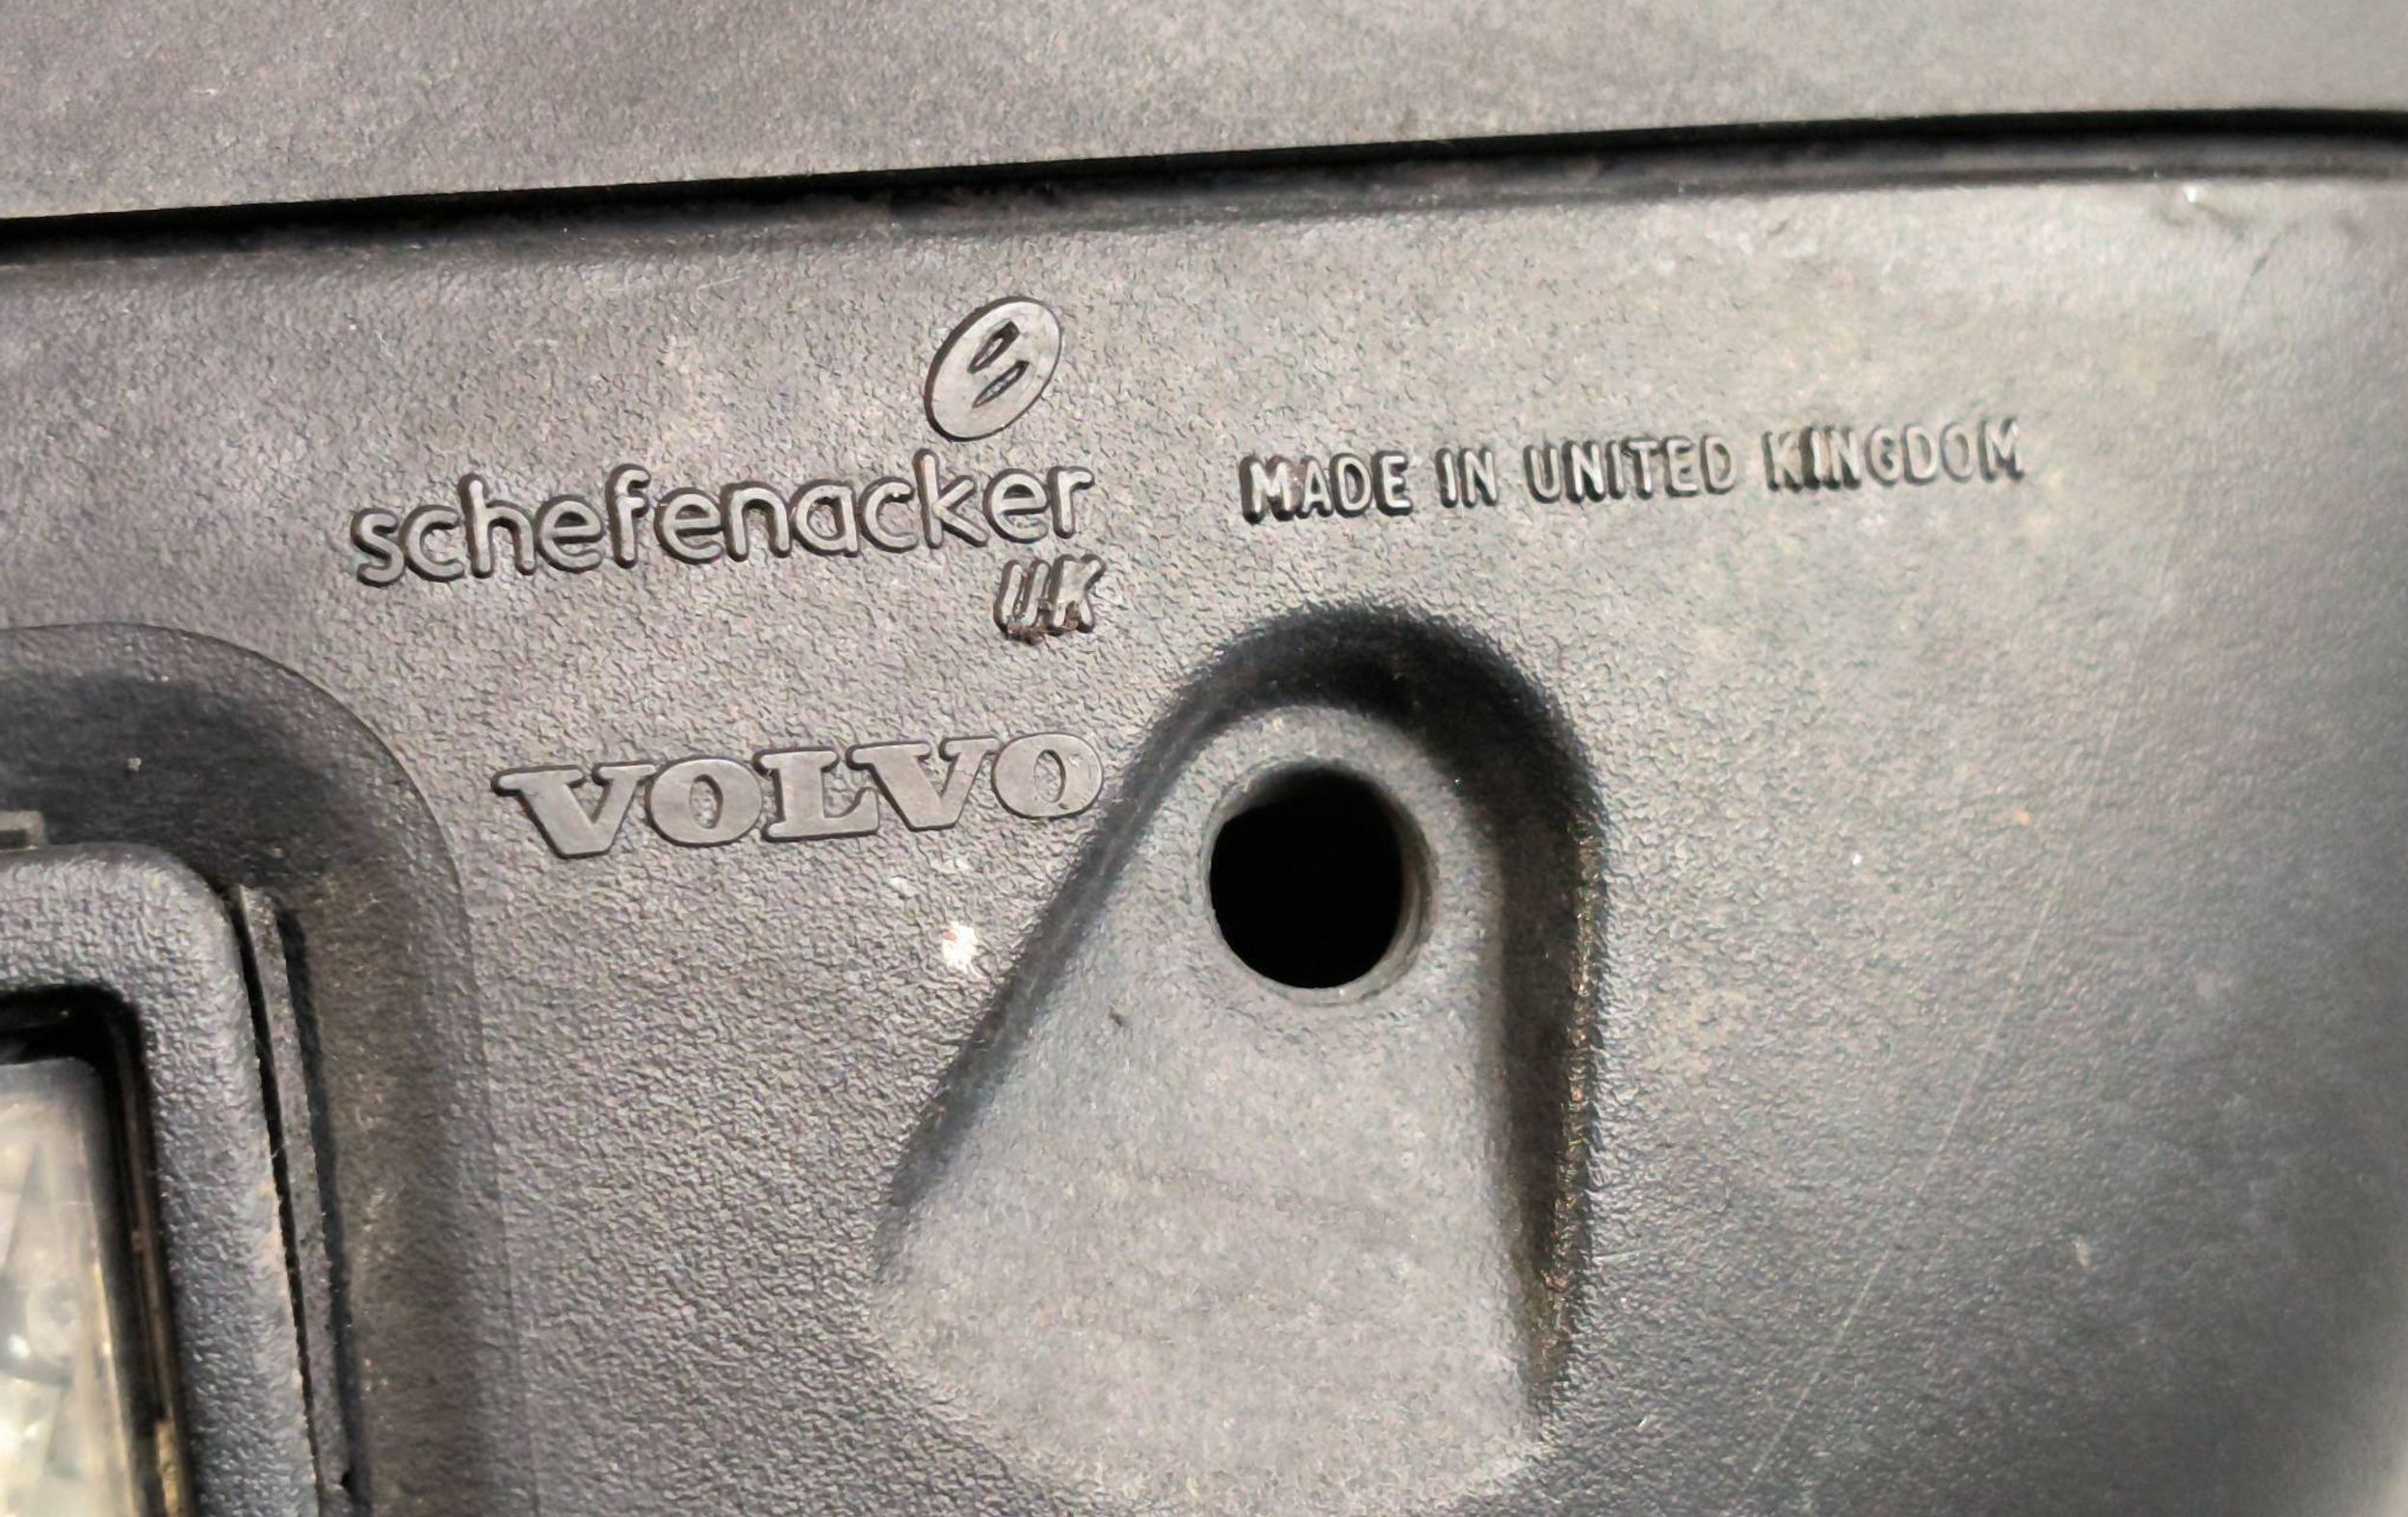 schefenacker
UK
MADE IN UNITED KINGDOM
VOLVO